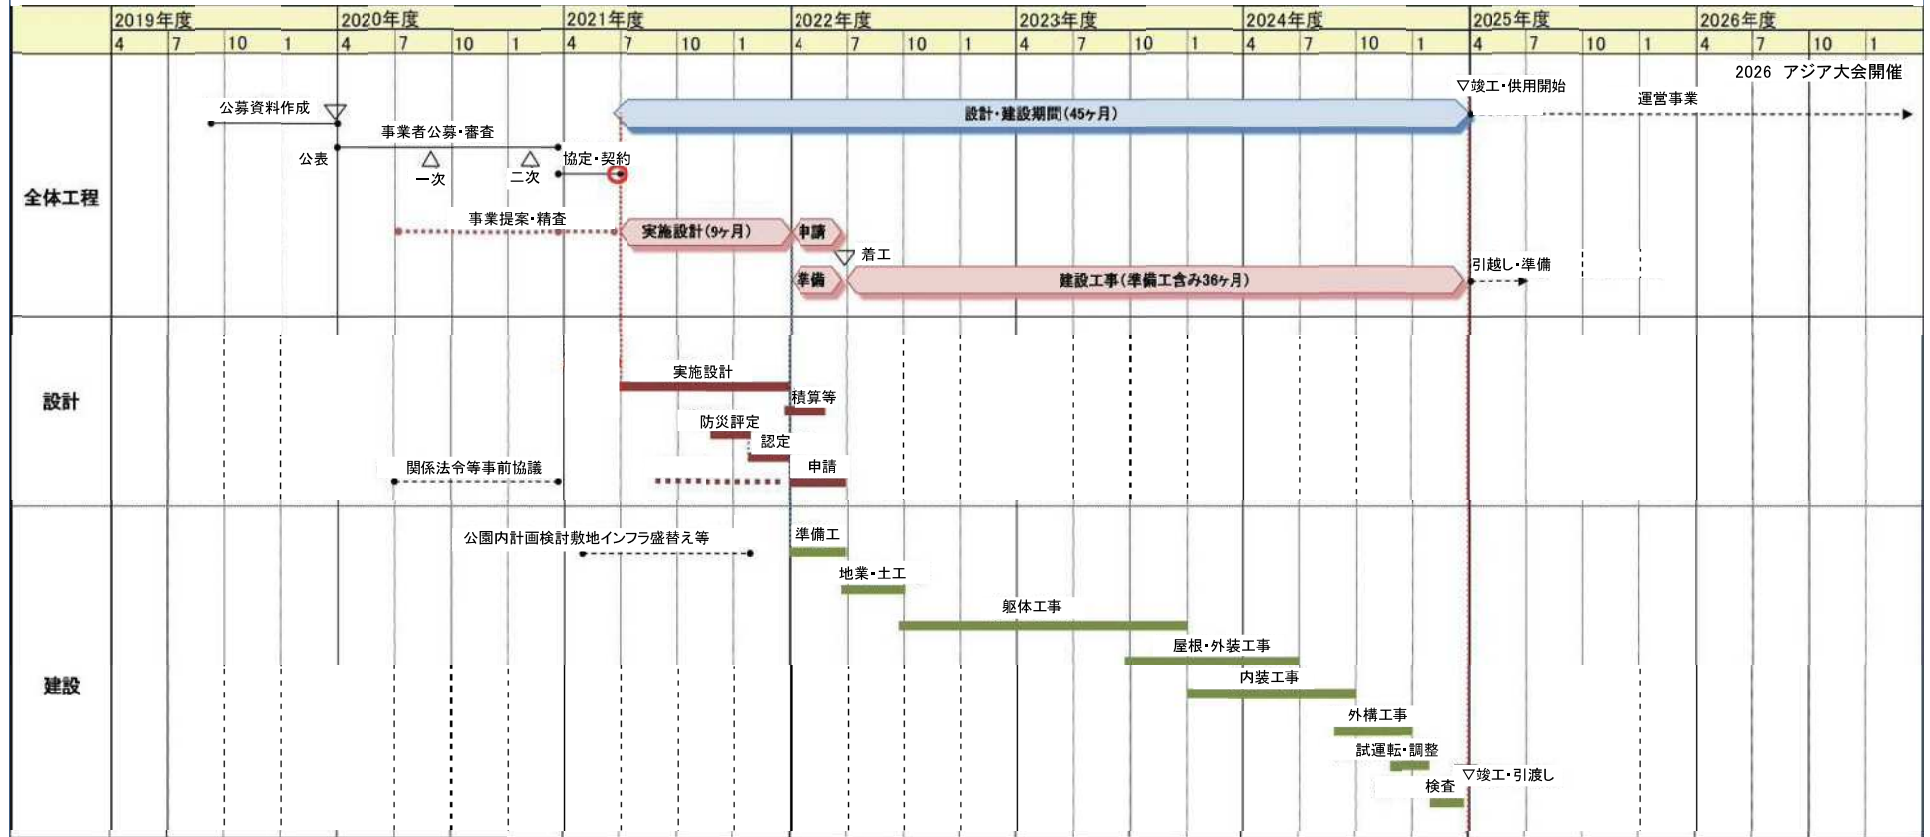 2019年度 2020年度 2021年度 2022年度 2023年度 2024年度 2025年度 2026年度
4 7 10 1 4 7 10 1 4 7 10 1 4 7 10 1 4 7 10 1 4 7 10 1 4 7 10 1 4 7 10 1
2026 アジア大会開催
▽竣工・供用開始
運営事業
公募資料作成
設計・建設期間(45ヶ月)
事業者公募・審査
公表
一次
二次
協定・契約
全体工程
事業提案・精査
実施設計(9ヶ月)
申請
着工
準備
建設工事(準備工含み36ヶ月)
引越し・準備
設計
実施設計
積算等
防災評定
認定
関係法令等事前協議
申請
公園内計画検討敷地インフラ盛替え等
準備工
地業・土工
躯体工事
屋根・外装工事
建設
内装工事
外構工事
試運転・調整
▽竣工・引渡し
検査